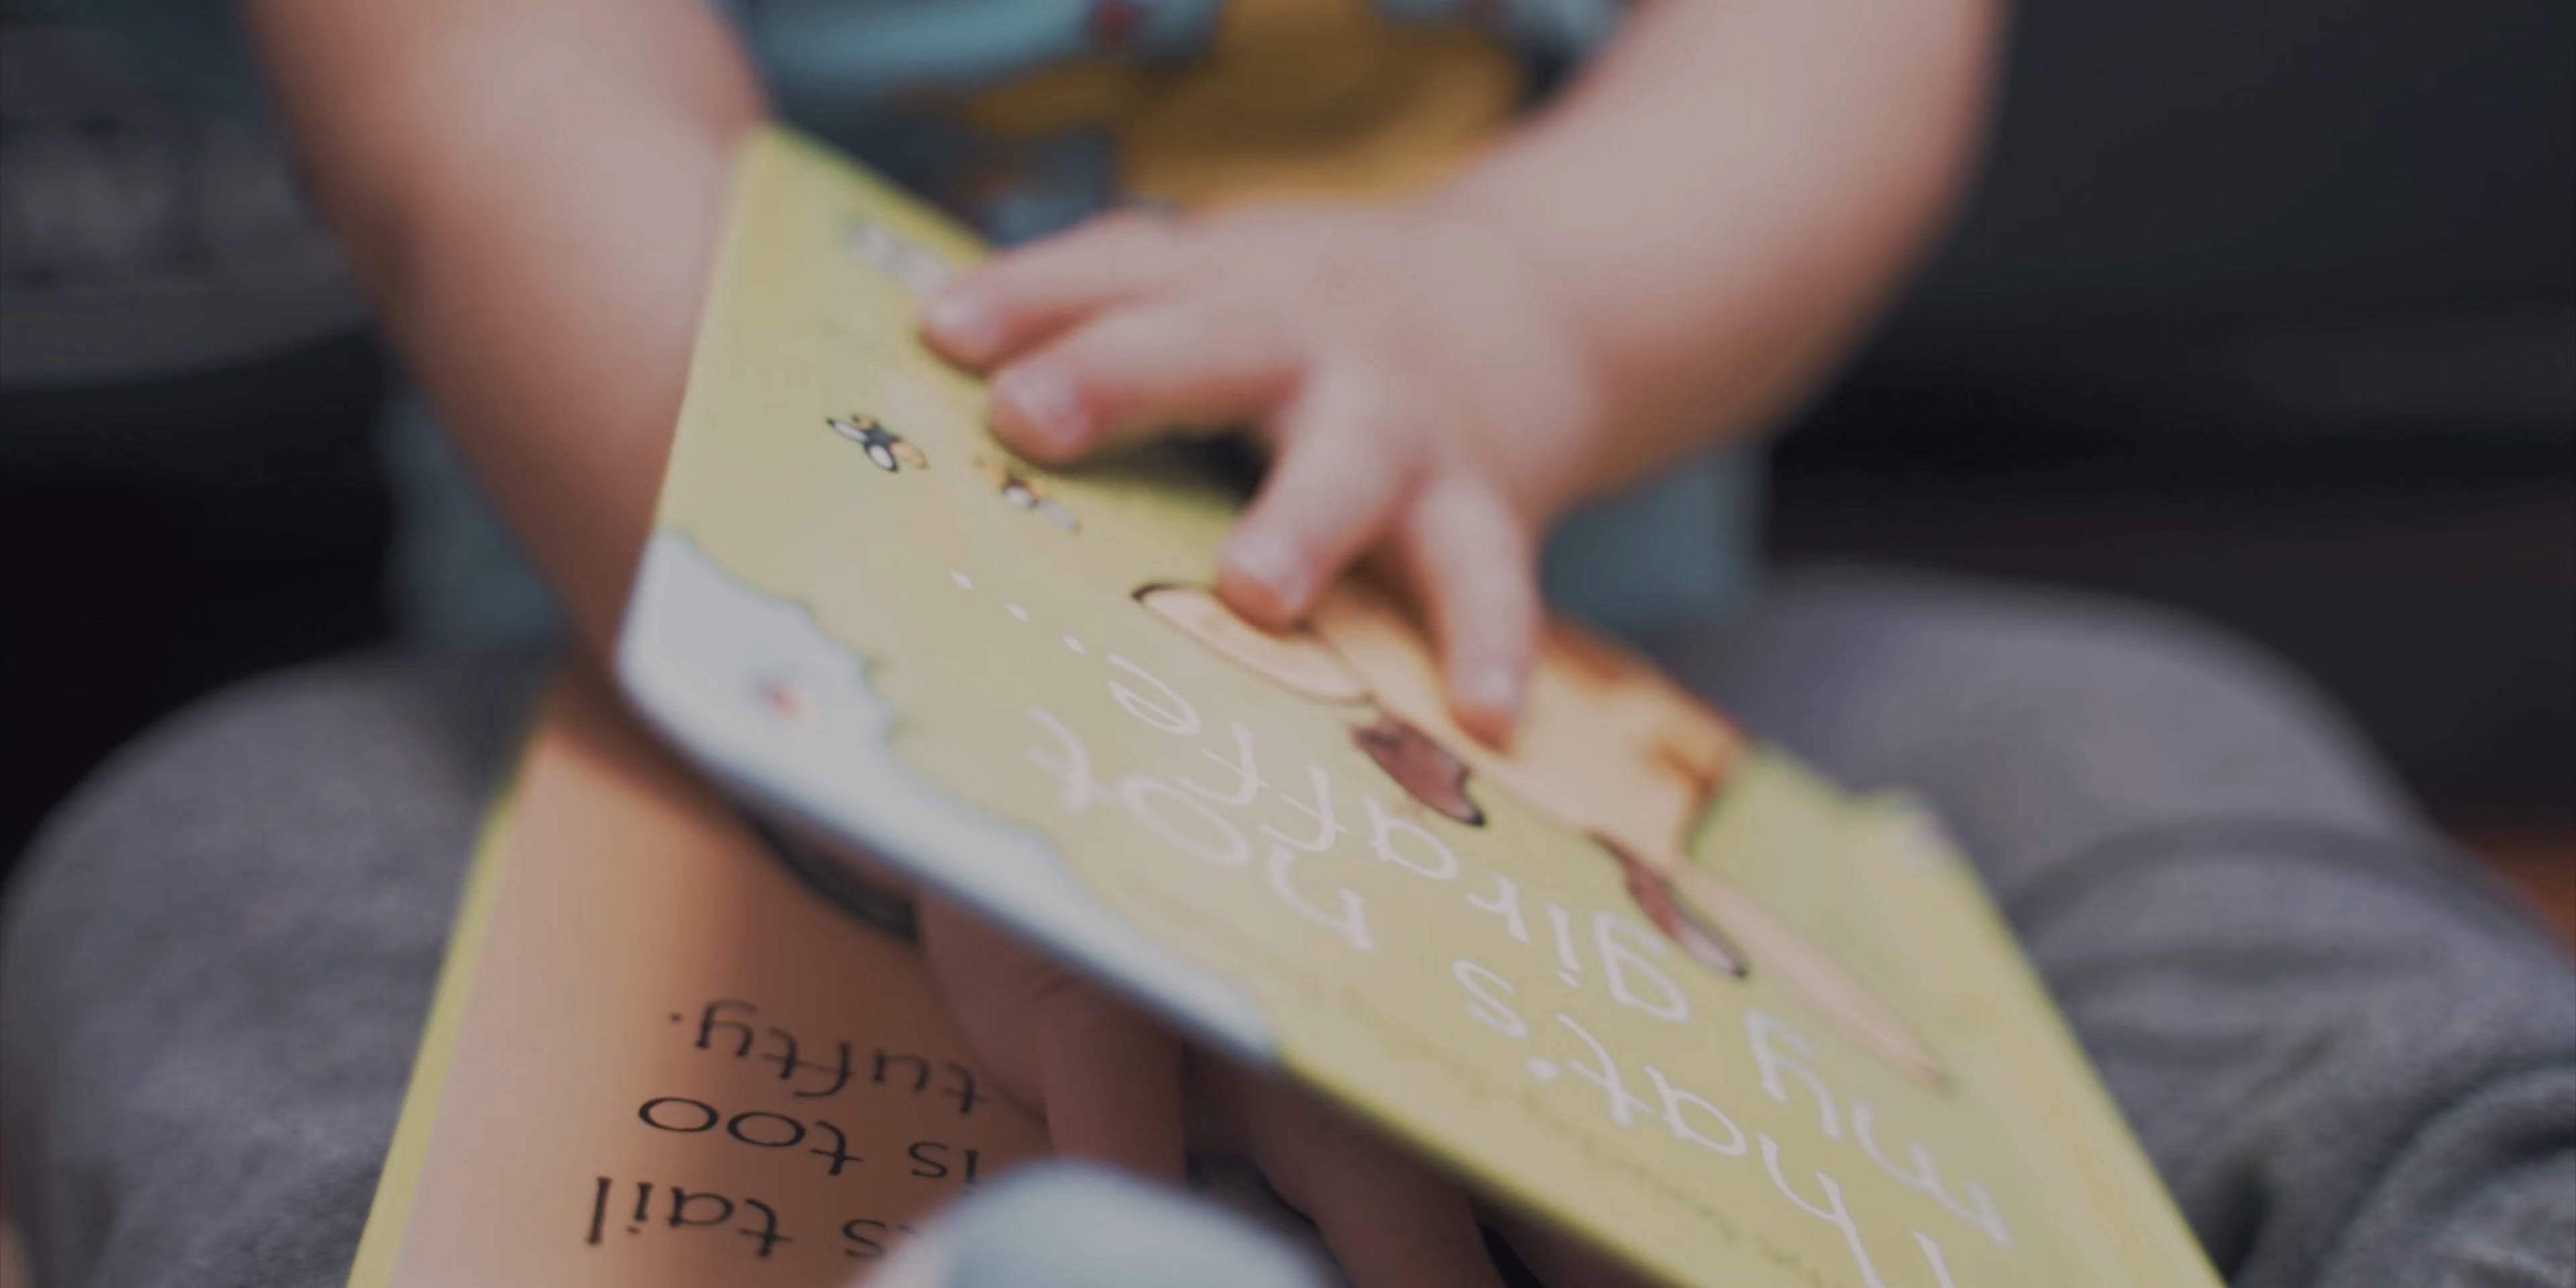 That's not
my giraffe...
tail
is too
tufty.